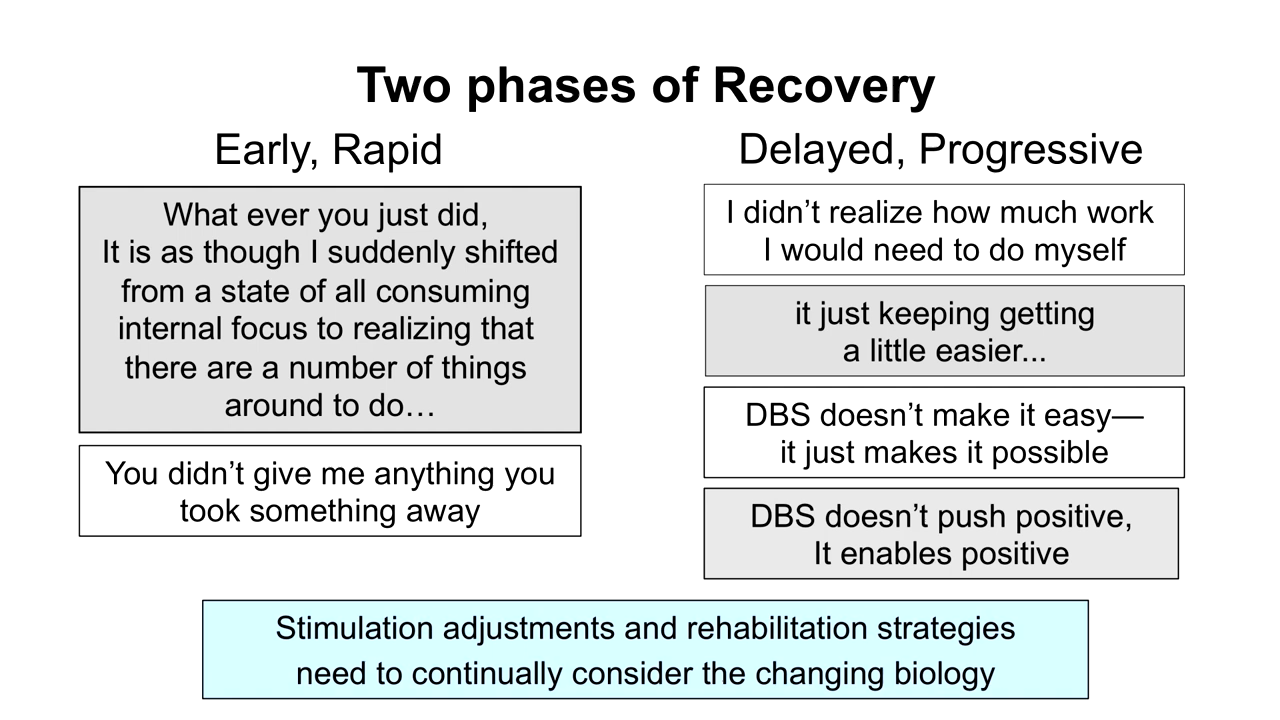 Two phases of Recovery
Early, Rapid
What ever you just did,
It is as though I suddenly shifted
from a state of all consuming
internal focus to realizing that
there are a number of things
around to do…
You didn’t give me anything you
took something away
Delayed, Progressive
I didn’t realize how much work
I would need to do myself
it just keeping getting
a little easier...
DBS doesn’t make it easy—
it just makes it possible
DBS doesn’t push positive,
It enables positive
Stimulation adjustments and rehabilitation strategies
need to continually consider the changing biology